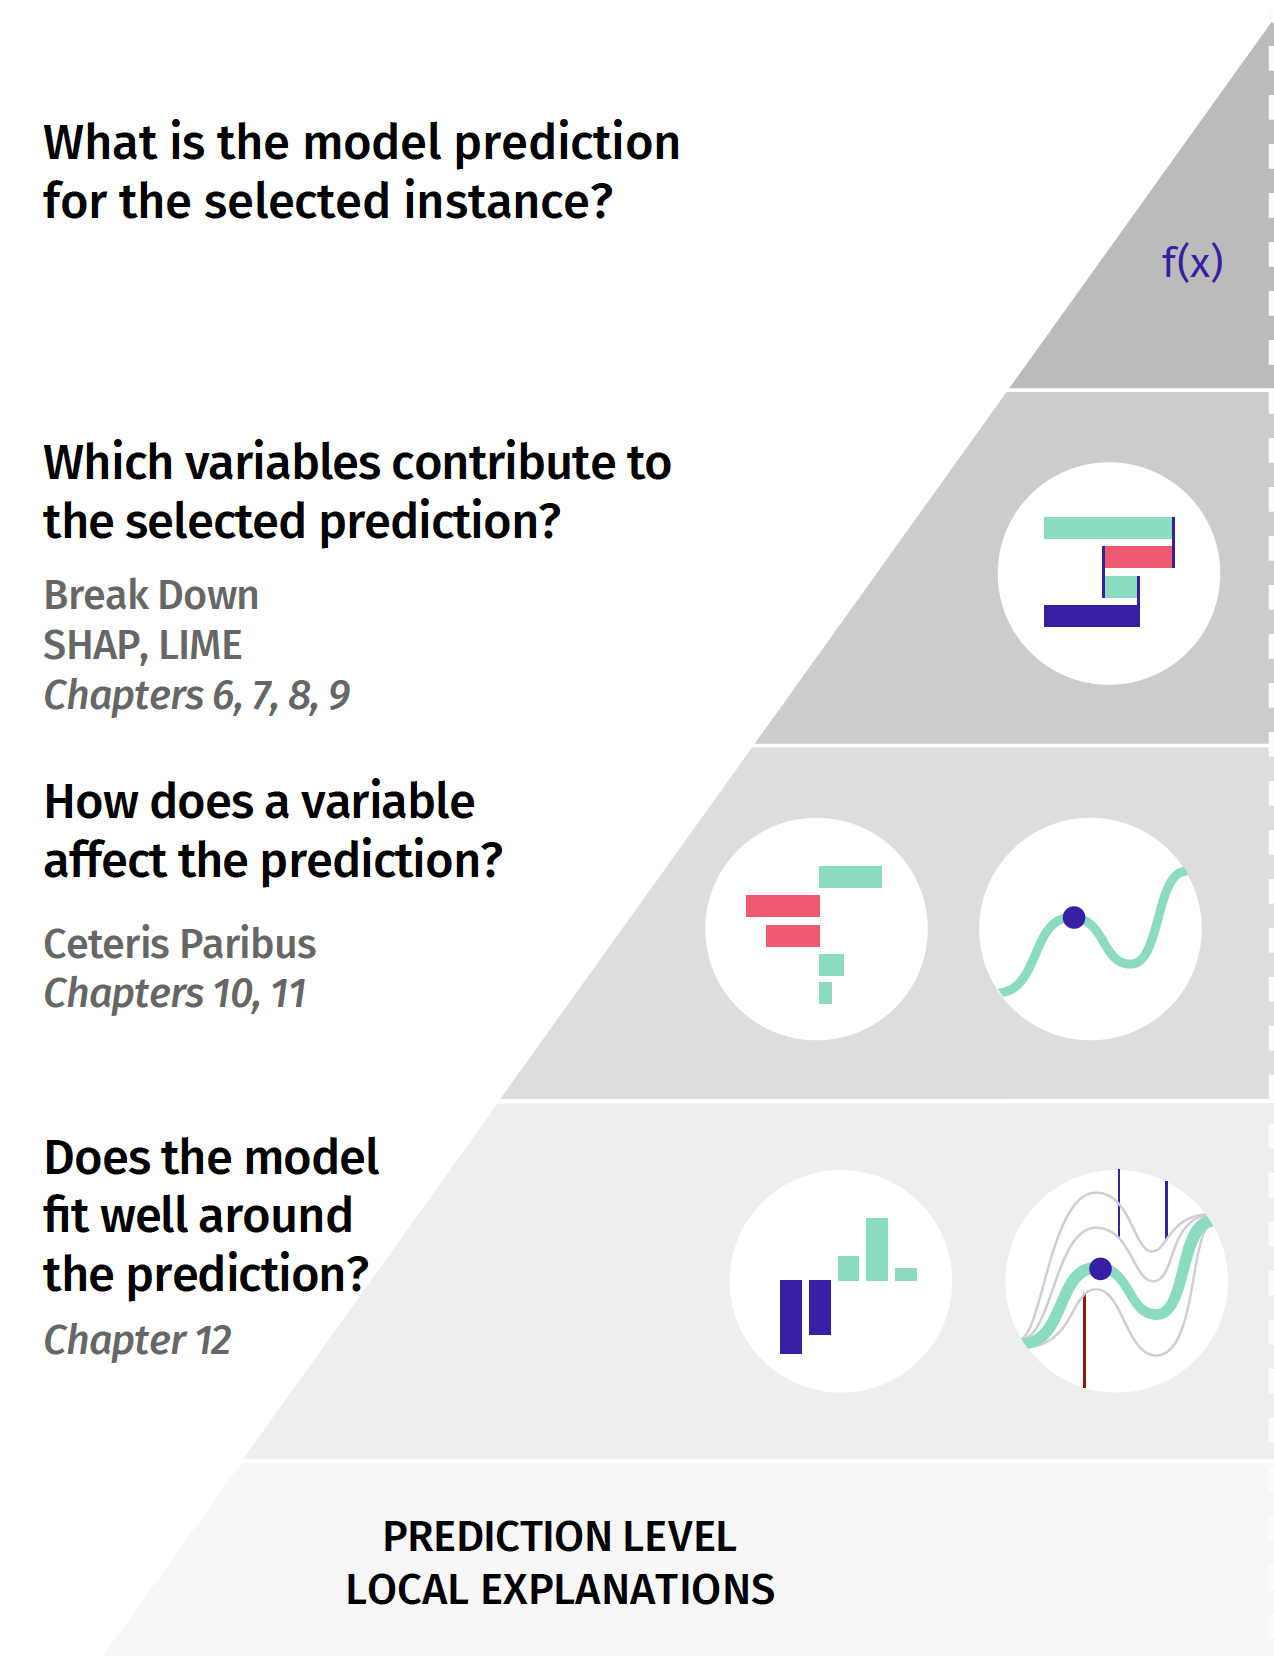 What is the model prediction
for the selected instance?
f(x)
Which variables contribute to
the selected prediction?
Break Down
SHAP, LIME
Chapters 6, 7, 8, 9
How does a variable
affect the prediction?
Ceteris Paribus
Chapters 10, 11
Does the model
fit well around
the prediction?
Chapter 12
PREDICTION LEVEL
LOCAL EXPLANATIONS